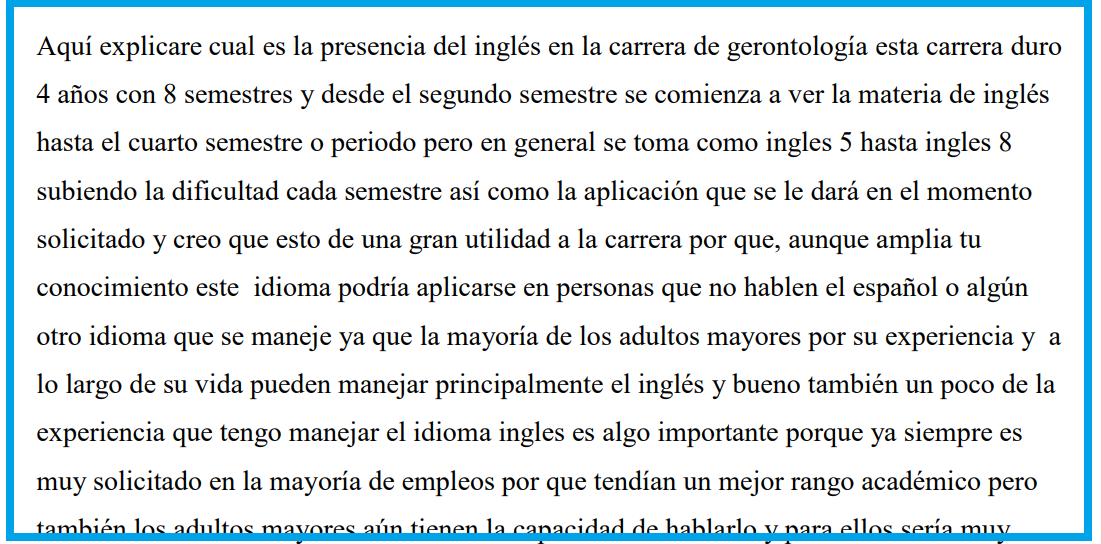 Aquí explicare cual es la presencia del inglés en la carrera de gerontología esta carrera duro
4 años con 8 semestres y desde el segundo semestre se comienza a ver la materia de inglés
hasta el cuarto semestre o periodo pero en general se toma como ingles 5 hasta ingles 8
subiendo la dificultad cada semestre así como la aplicación que se le dará en el momento
solicitado y creo que esto de una gran utilidad a la carrera por que, aunque amplia tu
conocimiento este  idioma podría aplicarse en personas que no hablen el español o algún
otro idioma que se maneje ya que la mayoría de los adultos mayores por su experiencia y  a
lo largo de su vida pueden manejar principalmente el inglés y bueno también un poco de la
experiencia que tengo manejar el idioma ingles es algo importante porque ya siempre es
muy solicitado en la mayoría de empleos por que tendían un mejor rango académico pero
también los adultos mayores aún tienen la capacidad de hablarlo y para ellos sería muy